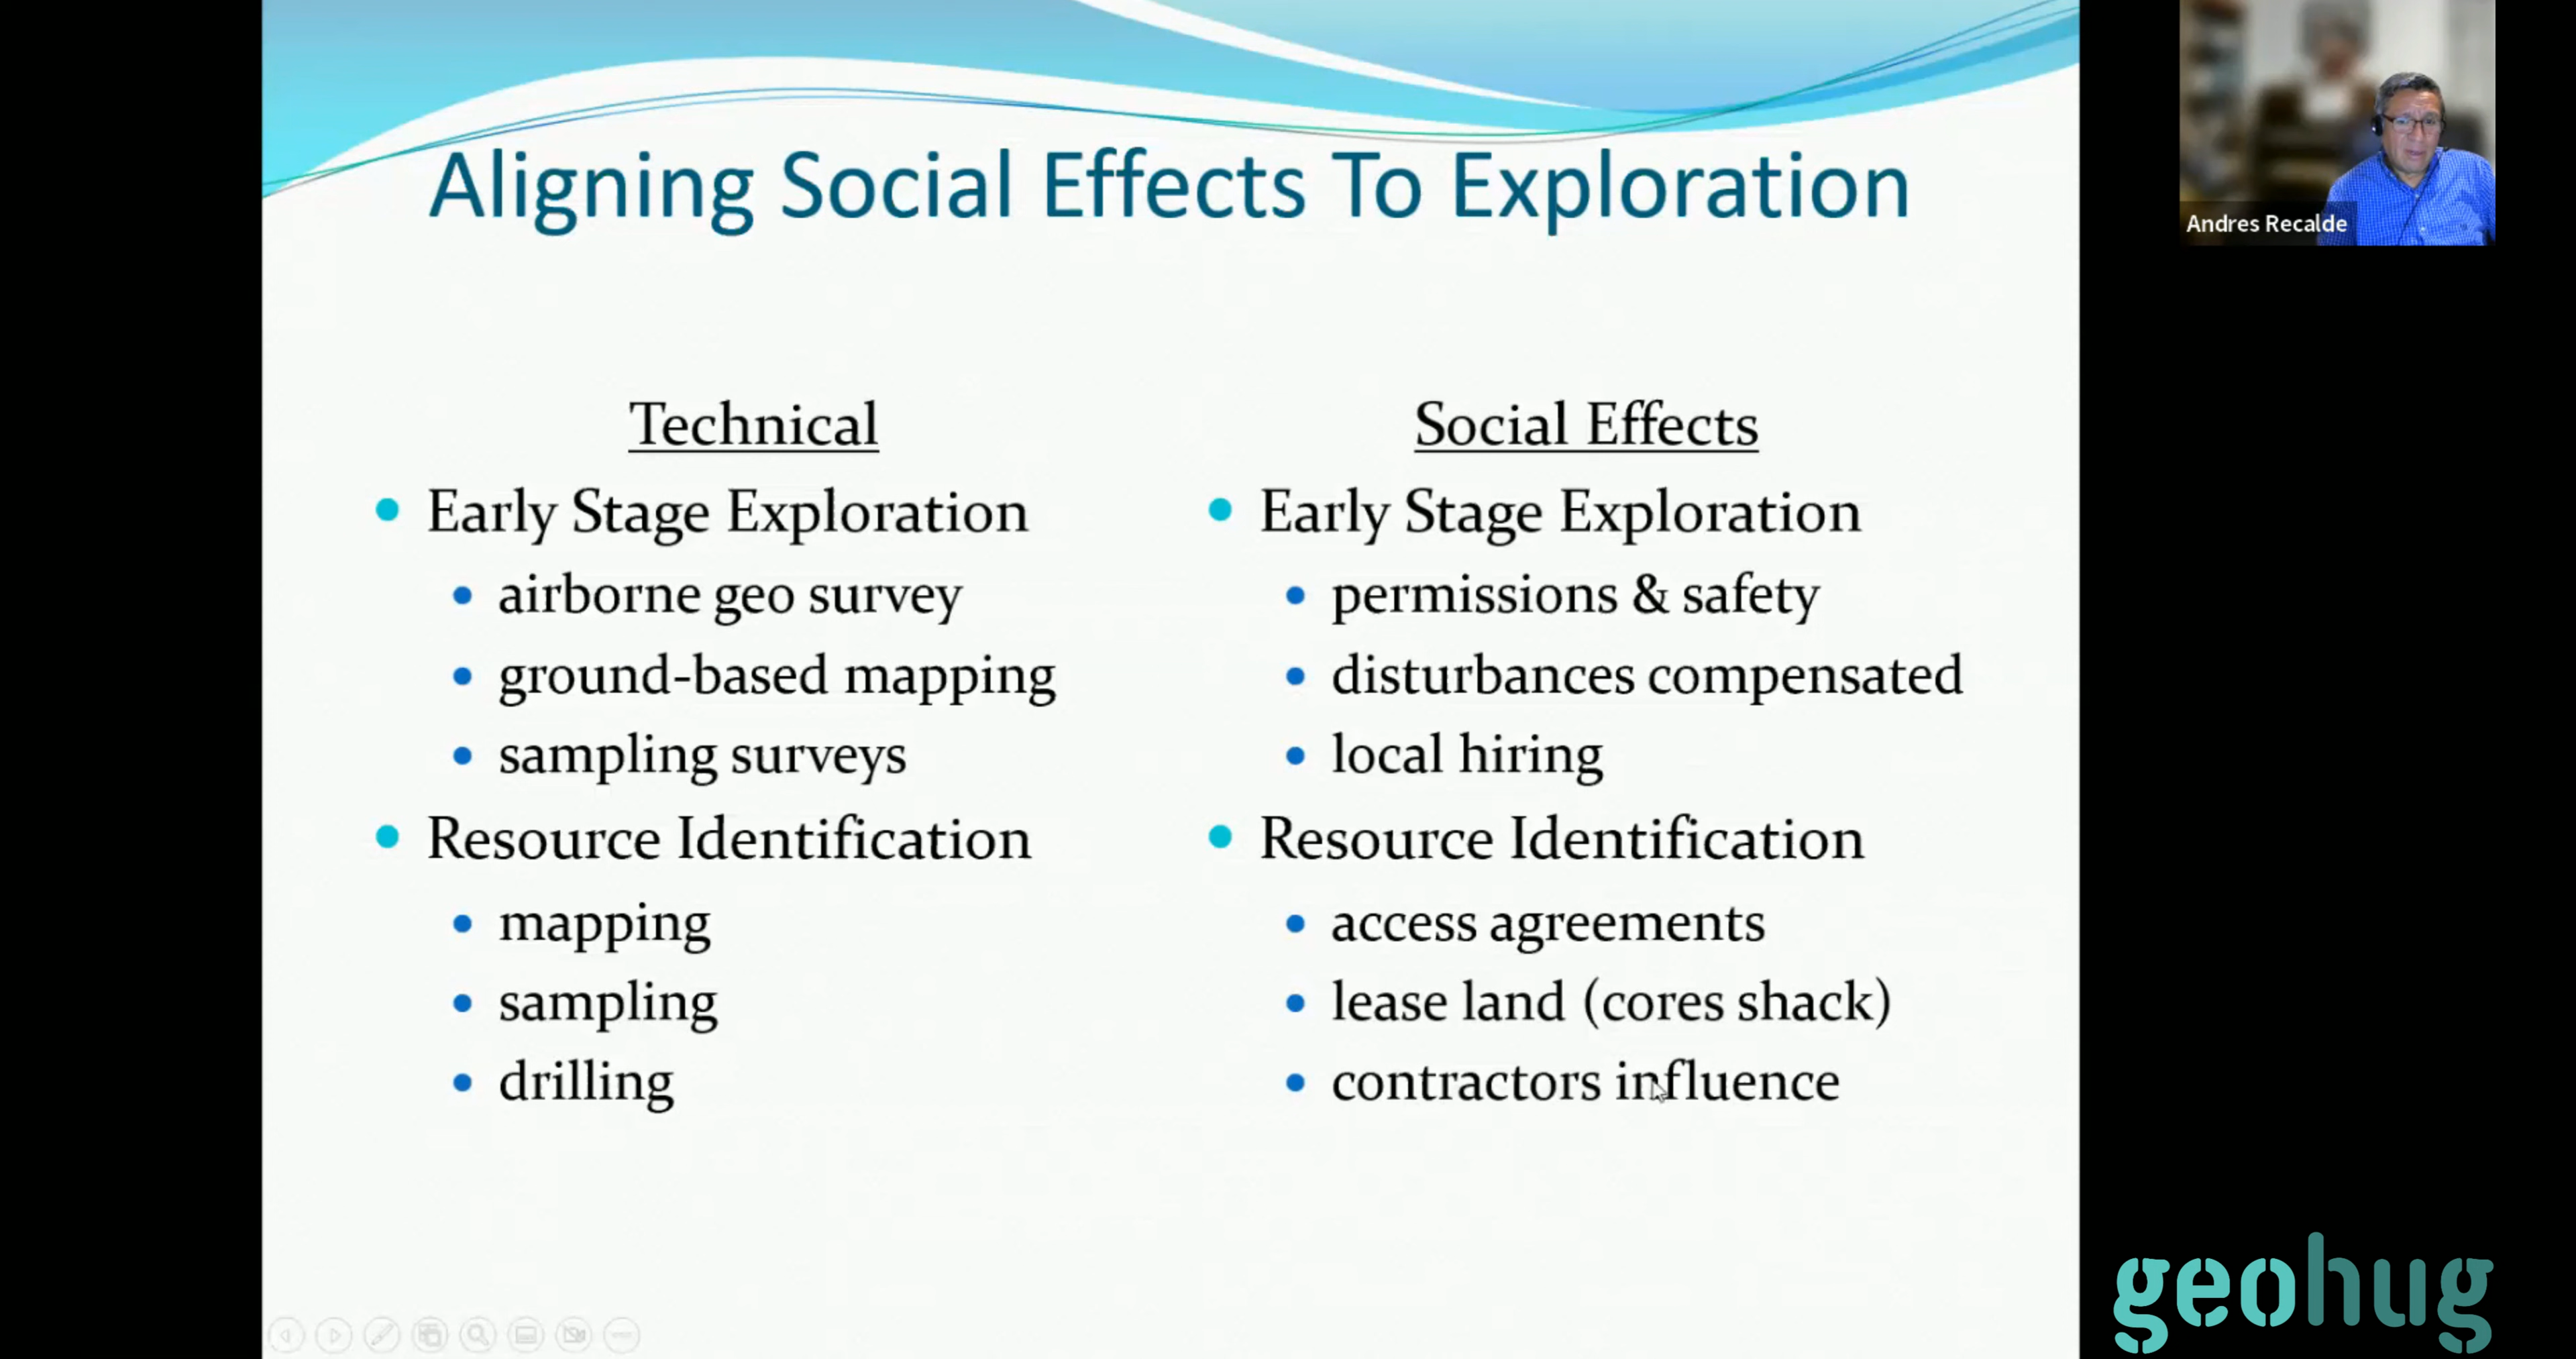 Aligning Social Effects To Exploration
Andres Recalde
Technical
Early Stage Exploration
airborne geo survey
ground-based mapping
sampling surveys
Resource Identification
mapping
sampling
drilling
Social Effects
Early Stage Exploration
permissions & safety
disturbances compensated
local hiring
Resource Identification
access agreements
lease land (cores shack)
contractors influence
geohug